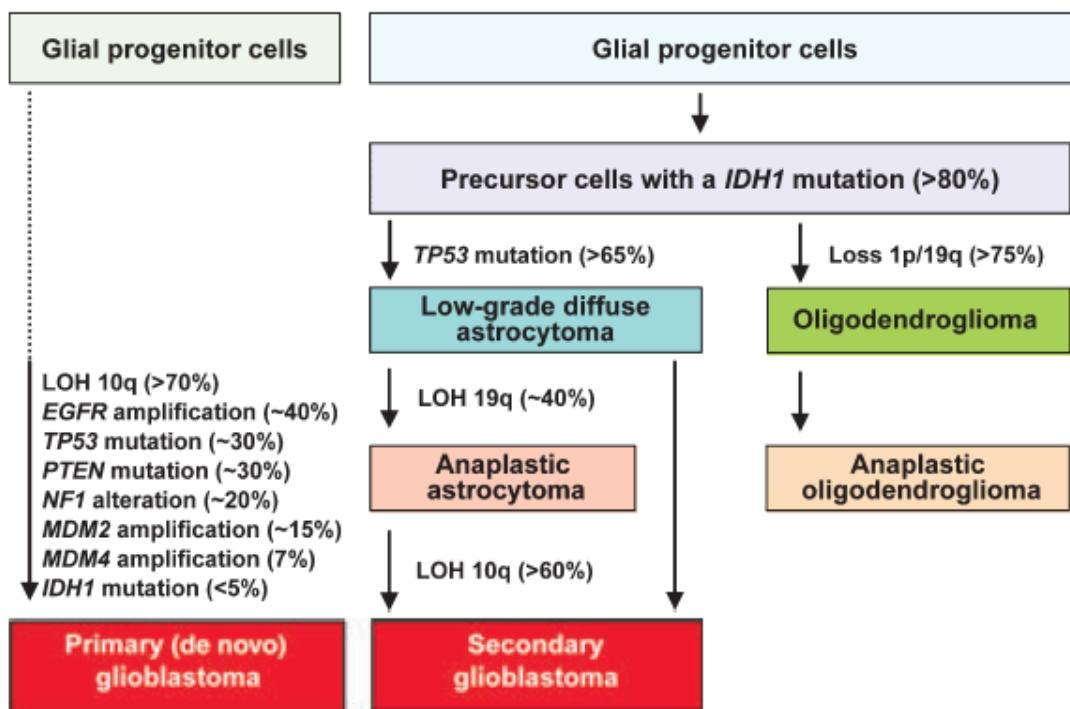 Glial progenitor cells
LOH 10q (>70%)
EGFR amplification (~40%)
TP53 mutation (~30%)
PTEN mutation (~30%)
NF1 alteration (~20%)
MDM2 amplification (~15%)
MDM4 amplification (7%)
IDH1 mutation (<5%)
Primary (de novo)
glioblastoma
Glial progenitor cells
Precursor cells with a IDH1 mutation (>80%)
TP53 mutation (>65%)
Low-grade diffuse
astrocytoma
LOH 19q (~40%)
Anaplastic
astrocytoma
LOH 10q (>60%)
Secondary
glioblastoma
Loss 1p/19q (>75%)
Oligodendroglioma
Anaplastic
oligodendroglioma